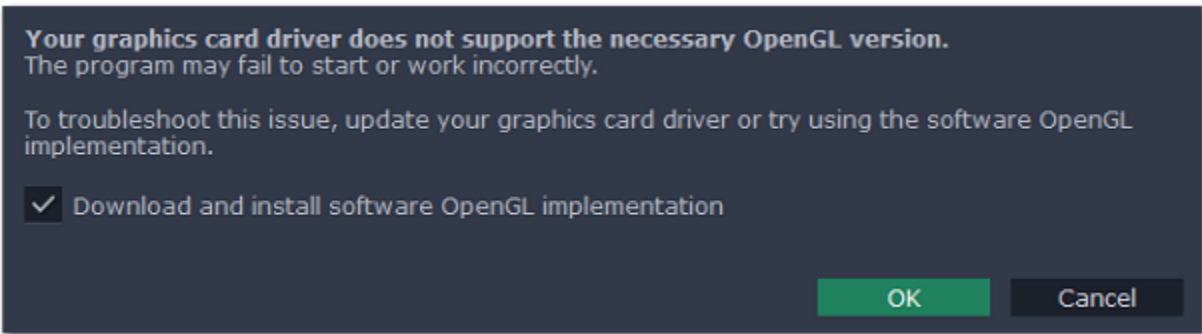 Your graphics card driver does not support the necessary OpenGL version.
The program may fail to start or work incorrectly.
To troubleshoot this issue, update your graphics card driver or try using the software OpenGL
implementation.
Download and install software OpenGL implementation
OK Cancel